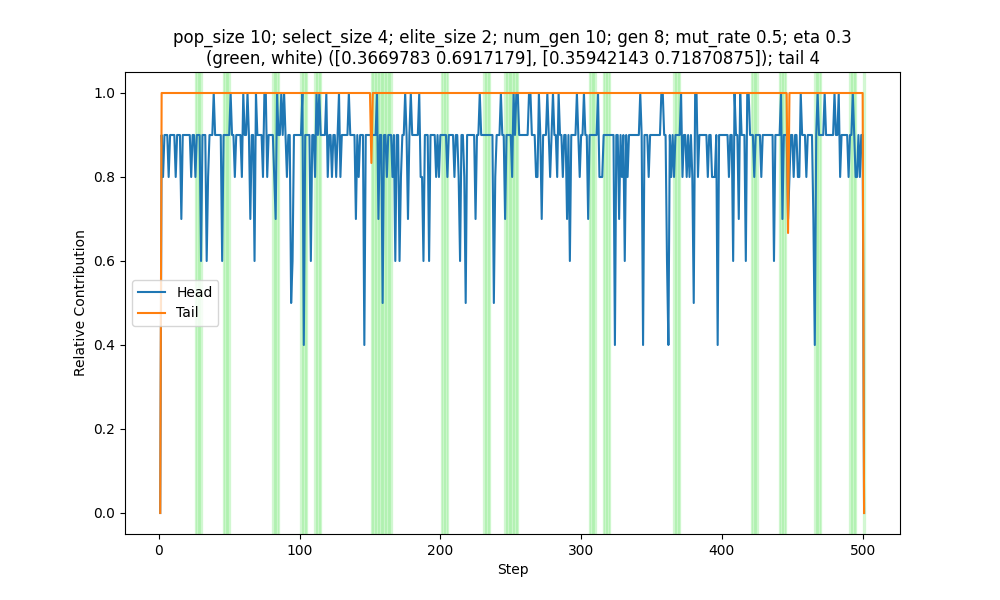 pop_size 10; select_size 4; elite_size 2; num_gen 10; gen 8; mut_rate 0.5; eta 0.3
(green, white) ([0.3669783 0.6917179], [0.35942143 0.71870875]); tail 4
1.0
0.8
0.6
0.4
0.2
0.0
Relative Contribution
Head
Tail
0 100 200 300 400 500
Step